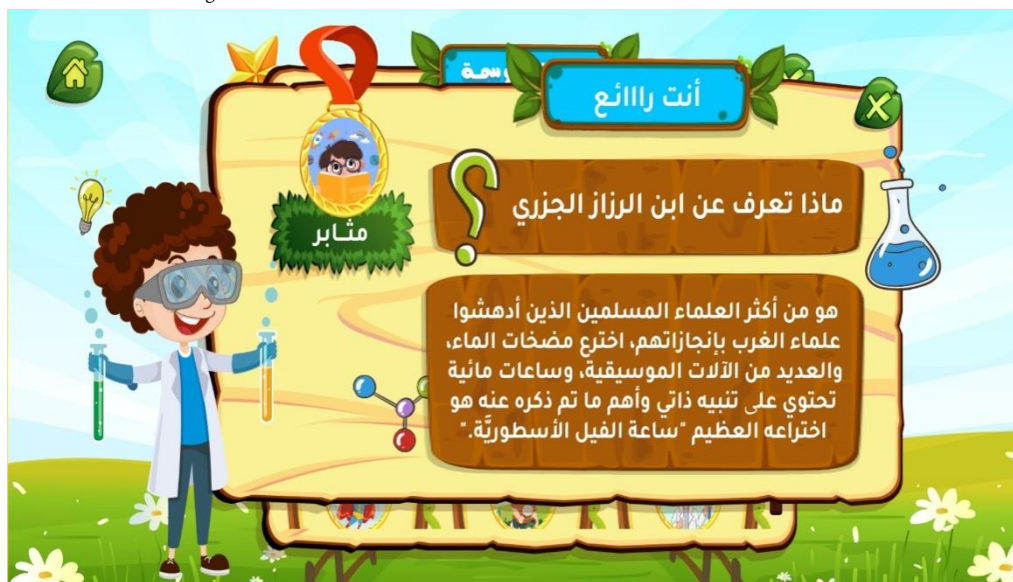 أنت رااائع
ماذا تعرف عن ابن الرزاز الجزري
؟
مثـابر
هو من أكثر العلماء المسلمين الذين أدهشوا
علماء الغرب بإنجازاتهم، اخترع مضخات الماء،
والعديد من الآلات الموسيقية، وساعات مائية
تحتوي على تنبيه ذاتي وأهم ما تم ذكره عنه هو
اختراعه العظيم "ساعة الفيل الأسطوريَّة."